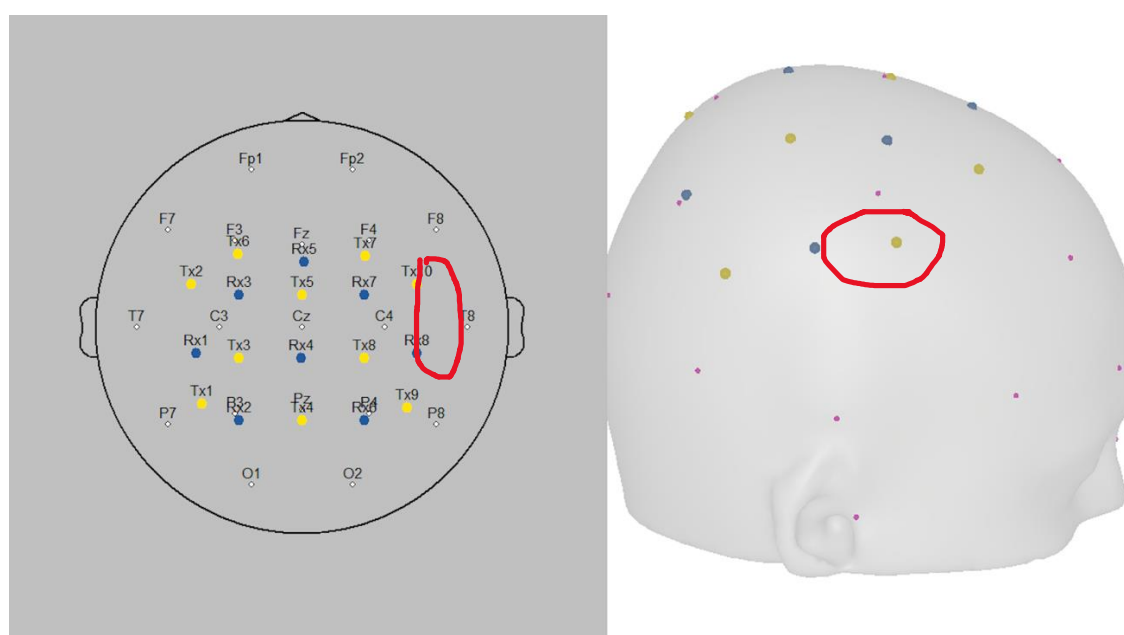 Fp1 Fp2
F7 F3 Fz F4 F8
Tx6 Rx5 Tx7
Tx2 Rx3 Tx5 Rx7 Tx10
T7 C3 Cz C4 T8
Rx1 Tx3 Rx4 Tx8 Rx8
Tx1 P3 Pz P4 Tx9
P7 Rx2 Tx4 Rx6 P8
O1 O2